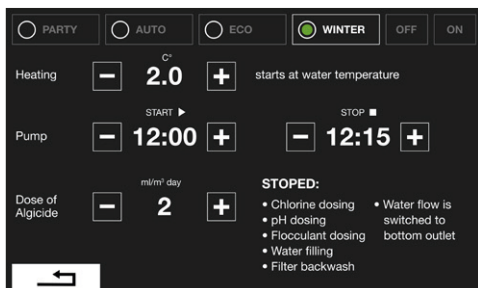 PARTY AUTO ECO WINTER OFF ON
C°
Heating − 2.0 + starts at water temperature
START ▶ STOP ■
Pump − 12:00 + − 12:15 +
ml/m³ day
Dose of
Algicide − 2 +
STOPED:
• Chlorine dosing
• pH dosing
• Flocculant dosing
• Water filling
• Filter backwash
• Water flow is
switched to
bottom outlet